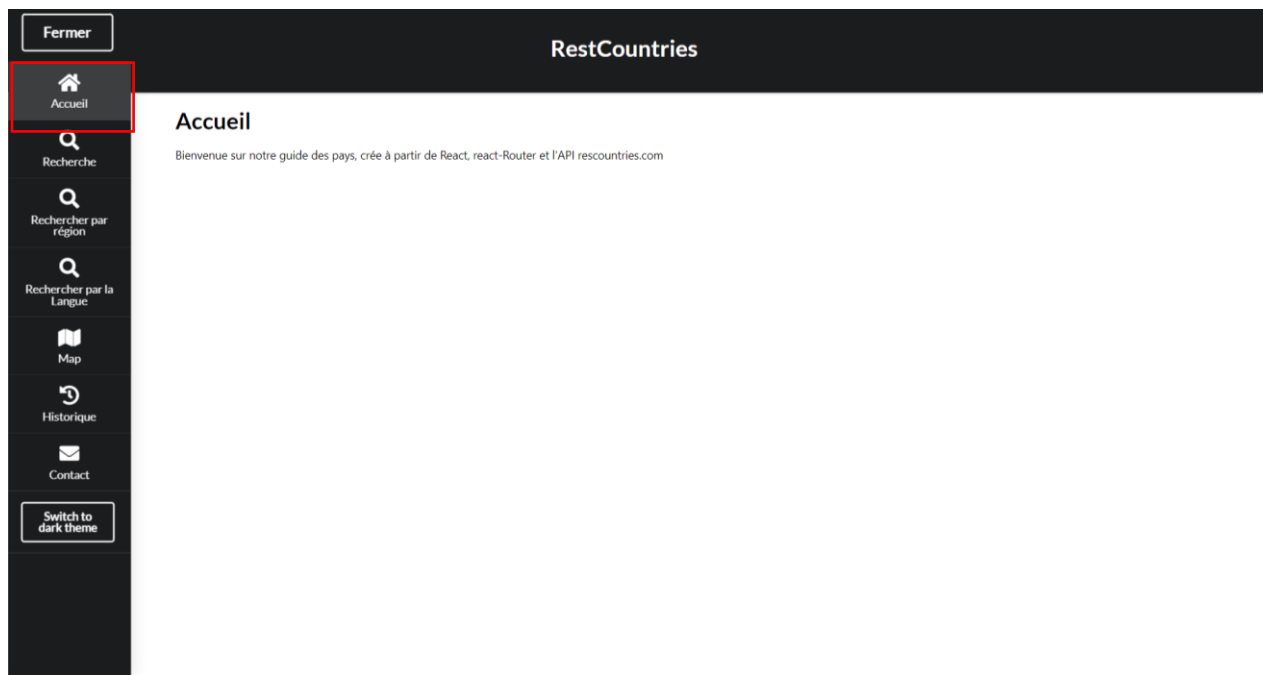 Fermer
RestCountries
Accueil
Recherche
Rechercher par
région
Rechercher par la
Langue
Map
Historique
Contact
Switch to
dark theme
Accueil
Bienvenue sur notre guide des pays, crée à partir de React, react-Router et l'API rescountries.com